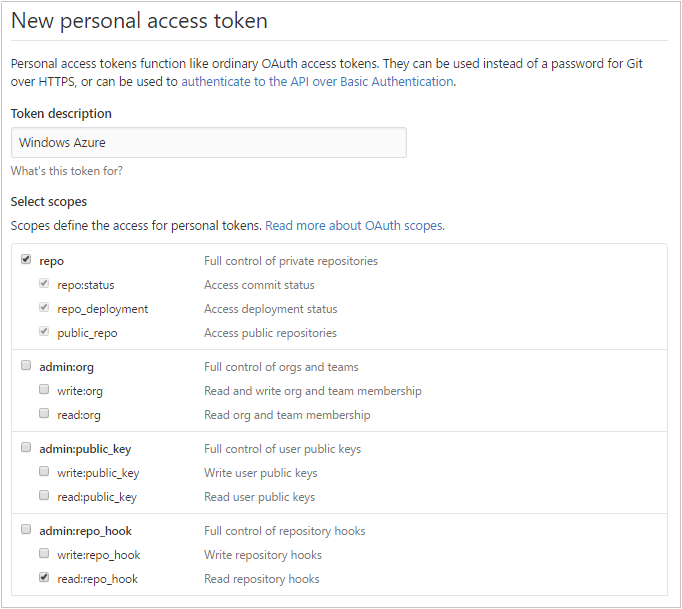 New personal access token
Personal access tokens function like ordinary OAuth access tokens. They can be used instead of a password for Git
over HTTPS, or can be used to authenticate to the API over Basic Authentication.
Token description
Windows Azure
What's this token for?
Select scopes
Scopes define the access for personal tokens. Read more about OAuth scopes.
repo Full control of private repositories
repo:status Access commit status
repo_deployment Access deployment status
public_repo Access public repositories
admin:org Full control of orgs and teams
write:org Read and write org and team membership
read:org Read org and team membership
admin:public_key Full control of user public keys
write:public_key Write user public keys
read:public_key Read user public keys
admin:repo_hook Full control of repository hooks
write:repo_hook Write repository hooks
read:repo_hook Read repository hooks